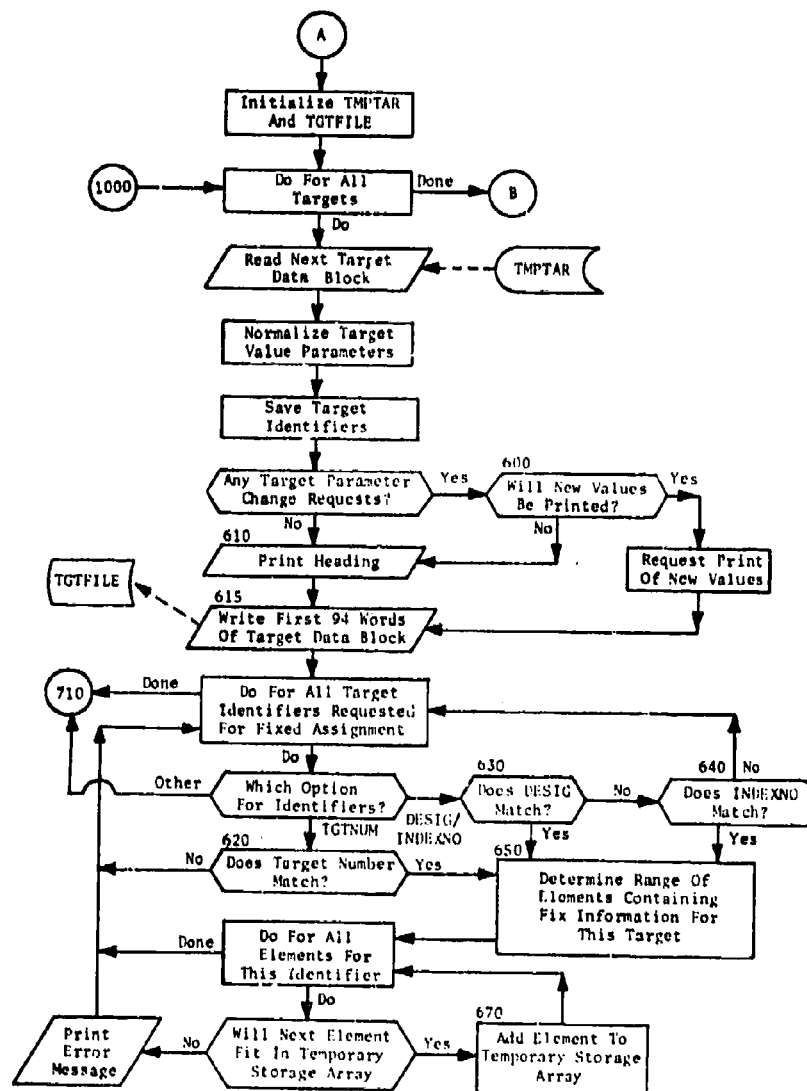 A
Initialize TMPTAR
And TGTFILE
1000
Do For All
Targets
Done
B
Do
Read Next Target
Data Block
TMPTAR
Normalize Target
Value Parameters
Save Target
Identifiers
Any Target Parameter
Change Requests?
Yes
600
Will New Values
Be Printed?
Yes
No
610
No
Print Heading
Request Print
Of New Values
TGTFILE
615
Write First 94 Words
Of Target Data Block
710
Done
Do For All Target
Identifiers Requested
For Fixed Assignment
Do
Other
Which Option
For Identifiers?
DESIG/
INDEXNO
630
Does DESIG
Match?
No
640
No
Does INDEXNO
Match?
TGTNUM
Yes
Yes
620
No
Does Target Number
Match?
Yes
650
Determine Range Of
Elements Containing
Fix Information For
This Target
Done
Do For All
Elements For
This Identifier
Do
Print
Error
Message
No
Will Next Element
Fit In Temporary
Storage Array
Yes
670
Add Element To
Temporary Storage
Array